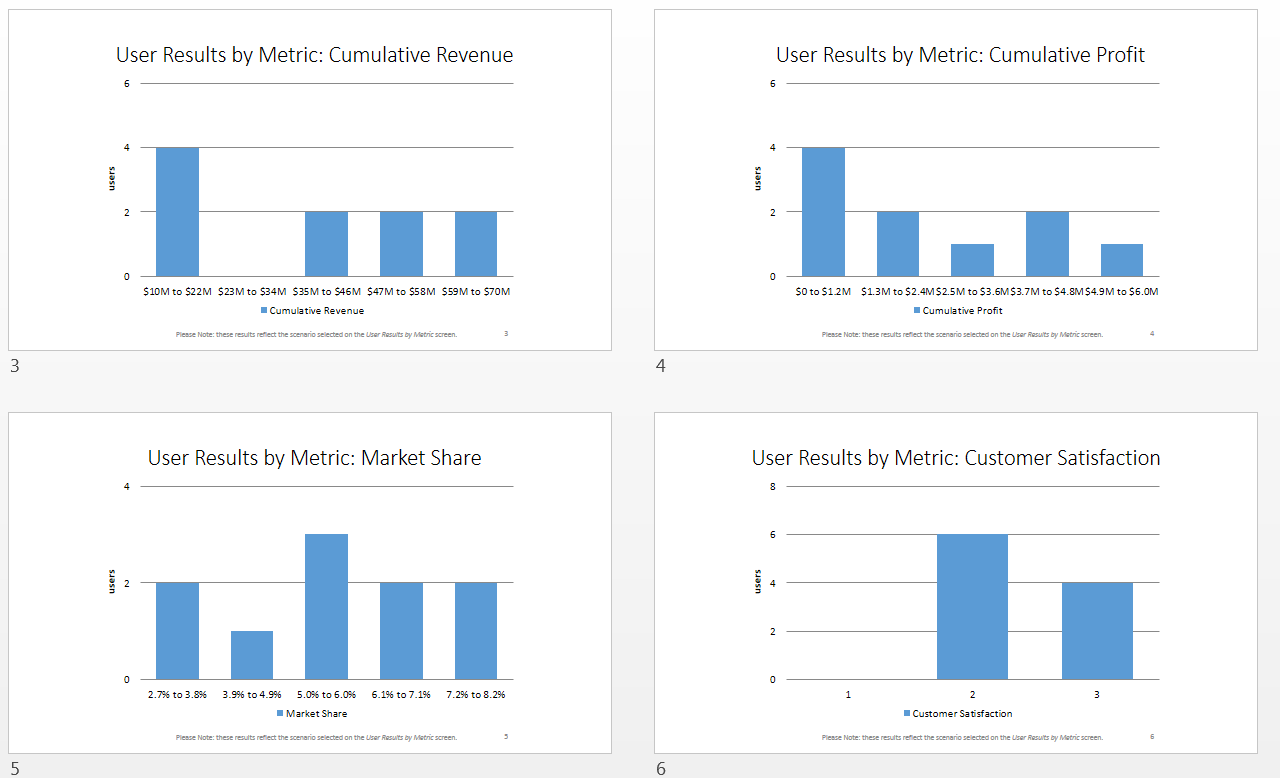 User Results by Metric: Cumulative Revenue
6
4
2
0
users
$10M to $22M $23M to $34M $35M to $46M $47M to $58M $59M to $70M
Cumulative Revenue
Please Note: these results reflect the scenario selected on the User Results by Metric screen. 3
3
User Results by Metric: Cumulative Profit
6
4
2
0
users
$0 to $1.2M $1.3M to $2.4M $2.5M to $3.6M $3.7M to $4.8M $4.9M to $6.0M
Cumulative Profit
Please Note: these results reflect the scenario selected on the User Results by Metric screen. 4
4
User Results by Metric: Market Share
4
2
0
users
2.7% to 3.8% 3.9% to 4.9% 5.0% to 6.0% 6.1% to 7.1% 7.2% to 8.2%
Market Share
Please Note: these results reflect the scenario selected on the User Results by Metric screen. 5
5
User Results by Metric: Customer Satisfaction
8
6
4
2
0
users
1 2 3
Customer Satisfaction
Please Note: these results reflect the scenario selected on the User Results by Metric screen. 6
6